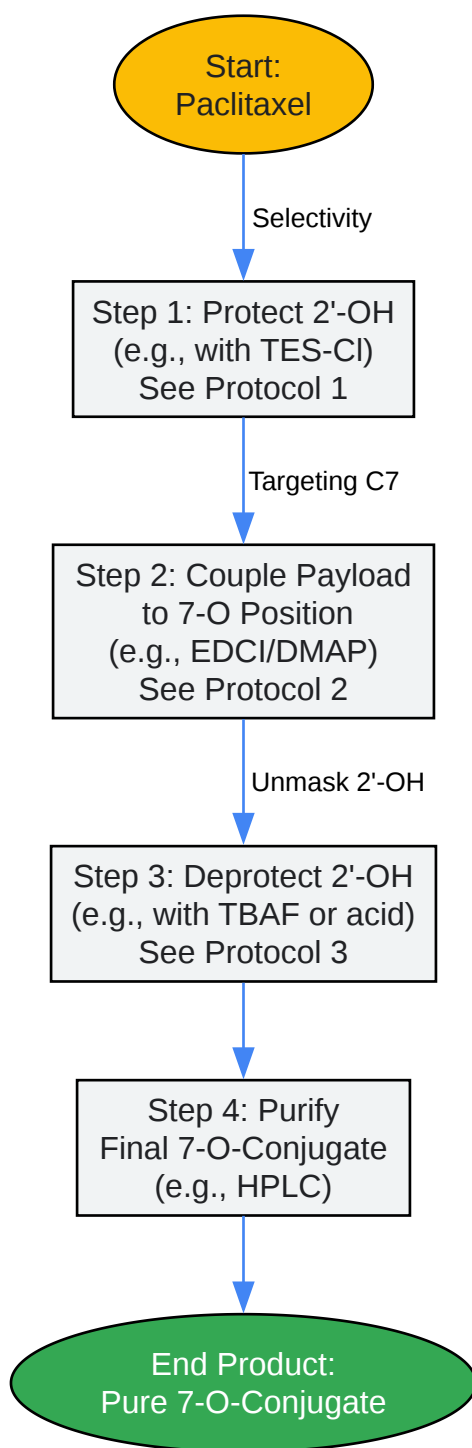 Start:
Paclitaxel
Selectivity
Step 1: Protect 2'-OH
(e.g., with TES-Cl)
See Protocol 1
Targeting C7
Step 2: Couple Payload
to 7-O Position
(e.g., EDCI/DMAP)
See Protocol 2
Unmask 2'-OH
Step 3: Deprotect 2'-OH
(e.g., with TBAF or acid)
See Protocol 3
Step 4: Purify
Final 7-O-Conjugate
(e.g., HPLC)
End Product:
Pure 7-O-Conjugate